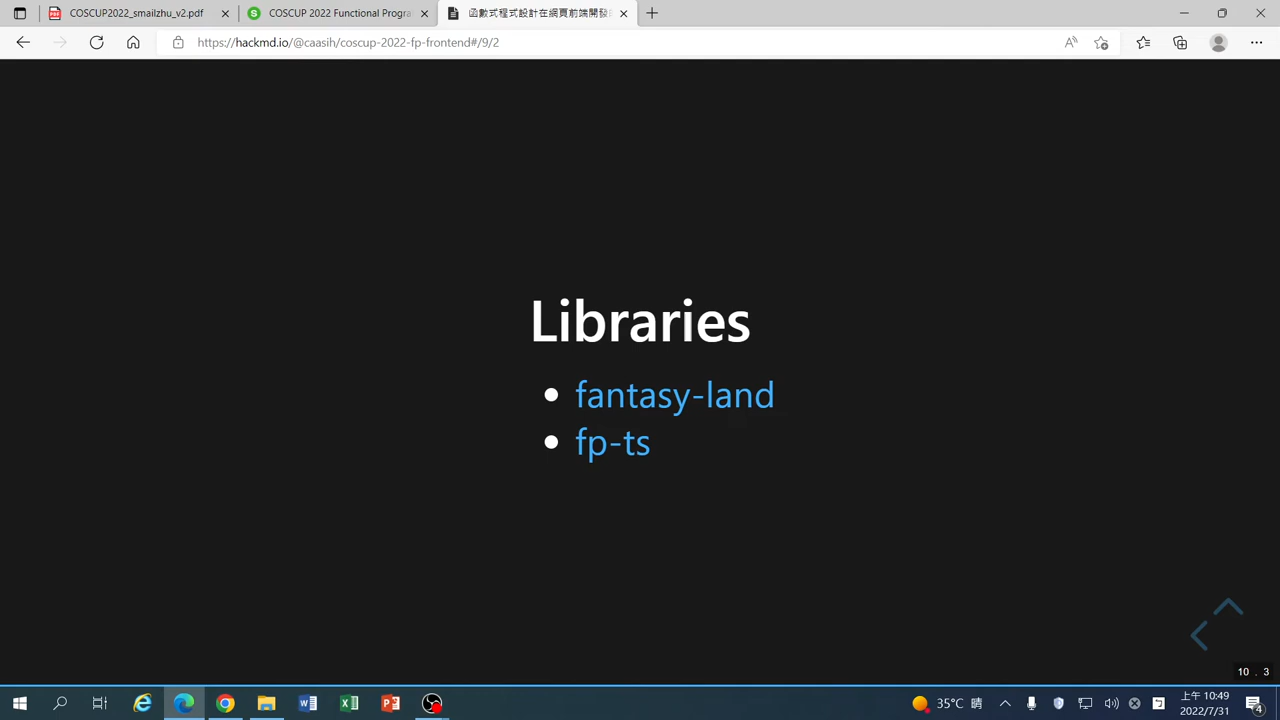 COSCUP2022_smailzhu_v2.pdf
COSCUP 2022 Functional Progra
函數式程式設計在網頁前端開發
https://hackmd.io/@caasih/coscup-2022-fp-frontend#/9/2
Libraries
fantasy-land
fp-ts
10 . 3
35°C 晴
上午 10:49
2022/7/31
4